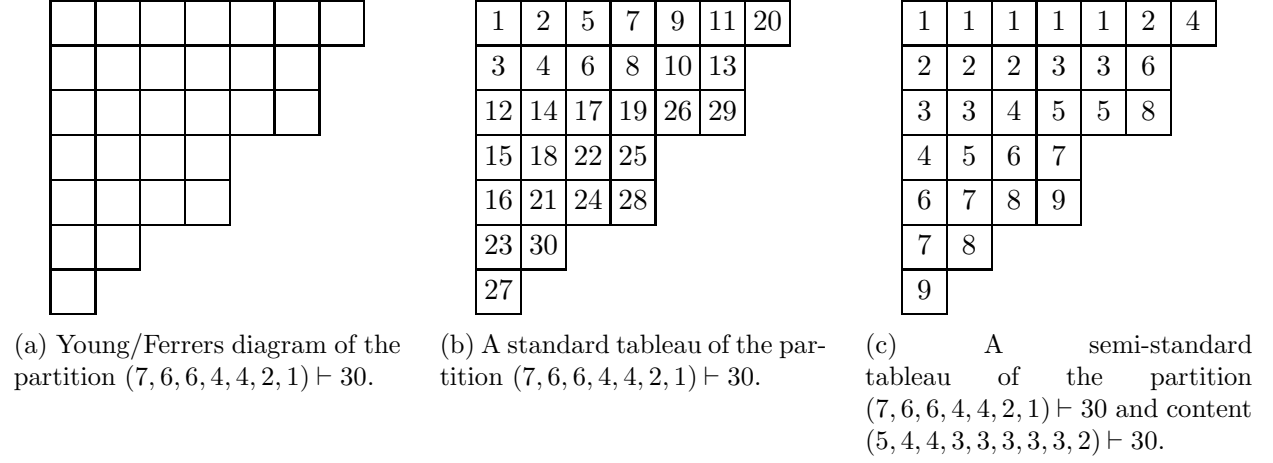 1 2 5 7 9 11 20
3 4 6 8 10 13
12 14 17 19 26 29
15 18 22 25
16 21 24 28
23 30
27
1 1 1 1 1 2 4
2 2 2 3 3 6
3 3 4 5 5 8
4 5 6 7
6 7 8 9
7 8
9
(a) Young/Ferrers diagram of the
partition (7, 6, 6, 4, 4, 2, 1) ⊢ 30.
(b) A standard tableau of the par-
tition (7, 6, 6, 4, 4, 2, 1) ⊢ 30.
(c) A semi-standard
tableau of the partition
(7, 6, 6, 4, 4, 2, 1) ⊢ 30 and content
(5, 4, 4, 3, 3, 3, 3, 3, 2) ⊢ 30.